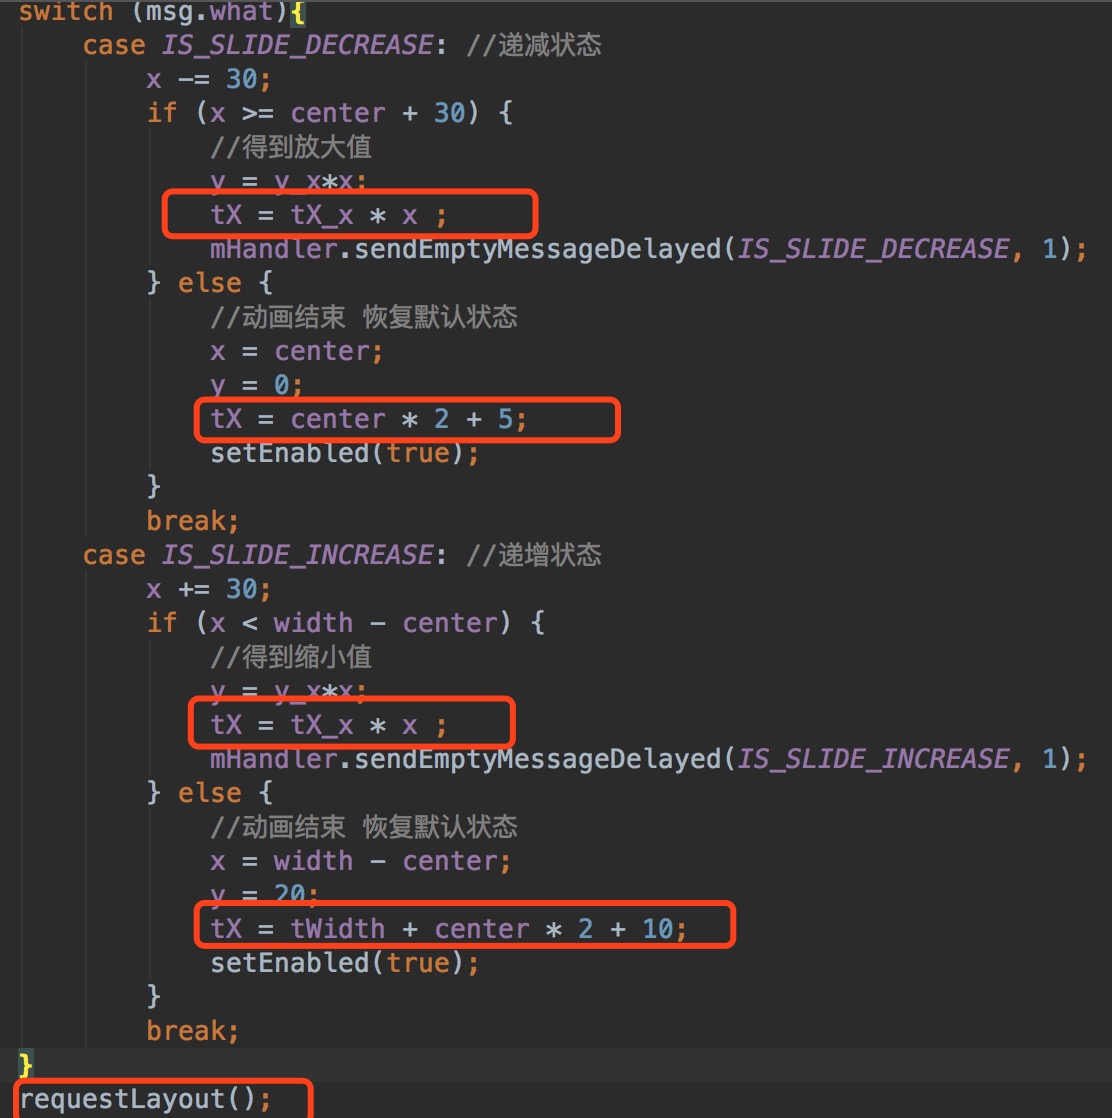 switch (msg.what){
case IS_SLIDE_DECREASE: //递减状态
x -= 30;
if (x >= center + 30) {
//得到放大值
y = y_x*x;
tX = tX_x * x ;
mHandler.sendEmptyMessageDelayed(IS_SLIDE_DECREASE, 1);
} else {
//动画结束 恢复默认状态
x = center;
y = 0;
tX = center * 2 + 5;
setEnabled(true);
}
break;
case IS_SLIDE_INCREASE: //递增状态
x += 30;
if (x < width - center) {
//得到缩小值
y = y_x*x;
tX = tX_x * x ;
mHandler.sendEmptyMessageDelayed(IS_SLIDE_INCREASE, 1);
} else {
//动画结束 恢复默认状态
x = width - center;
y = 20;
tX = tWidth + center * 2 + 10;
setEnabled(true);
}
break;
}
requestLayout();